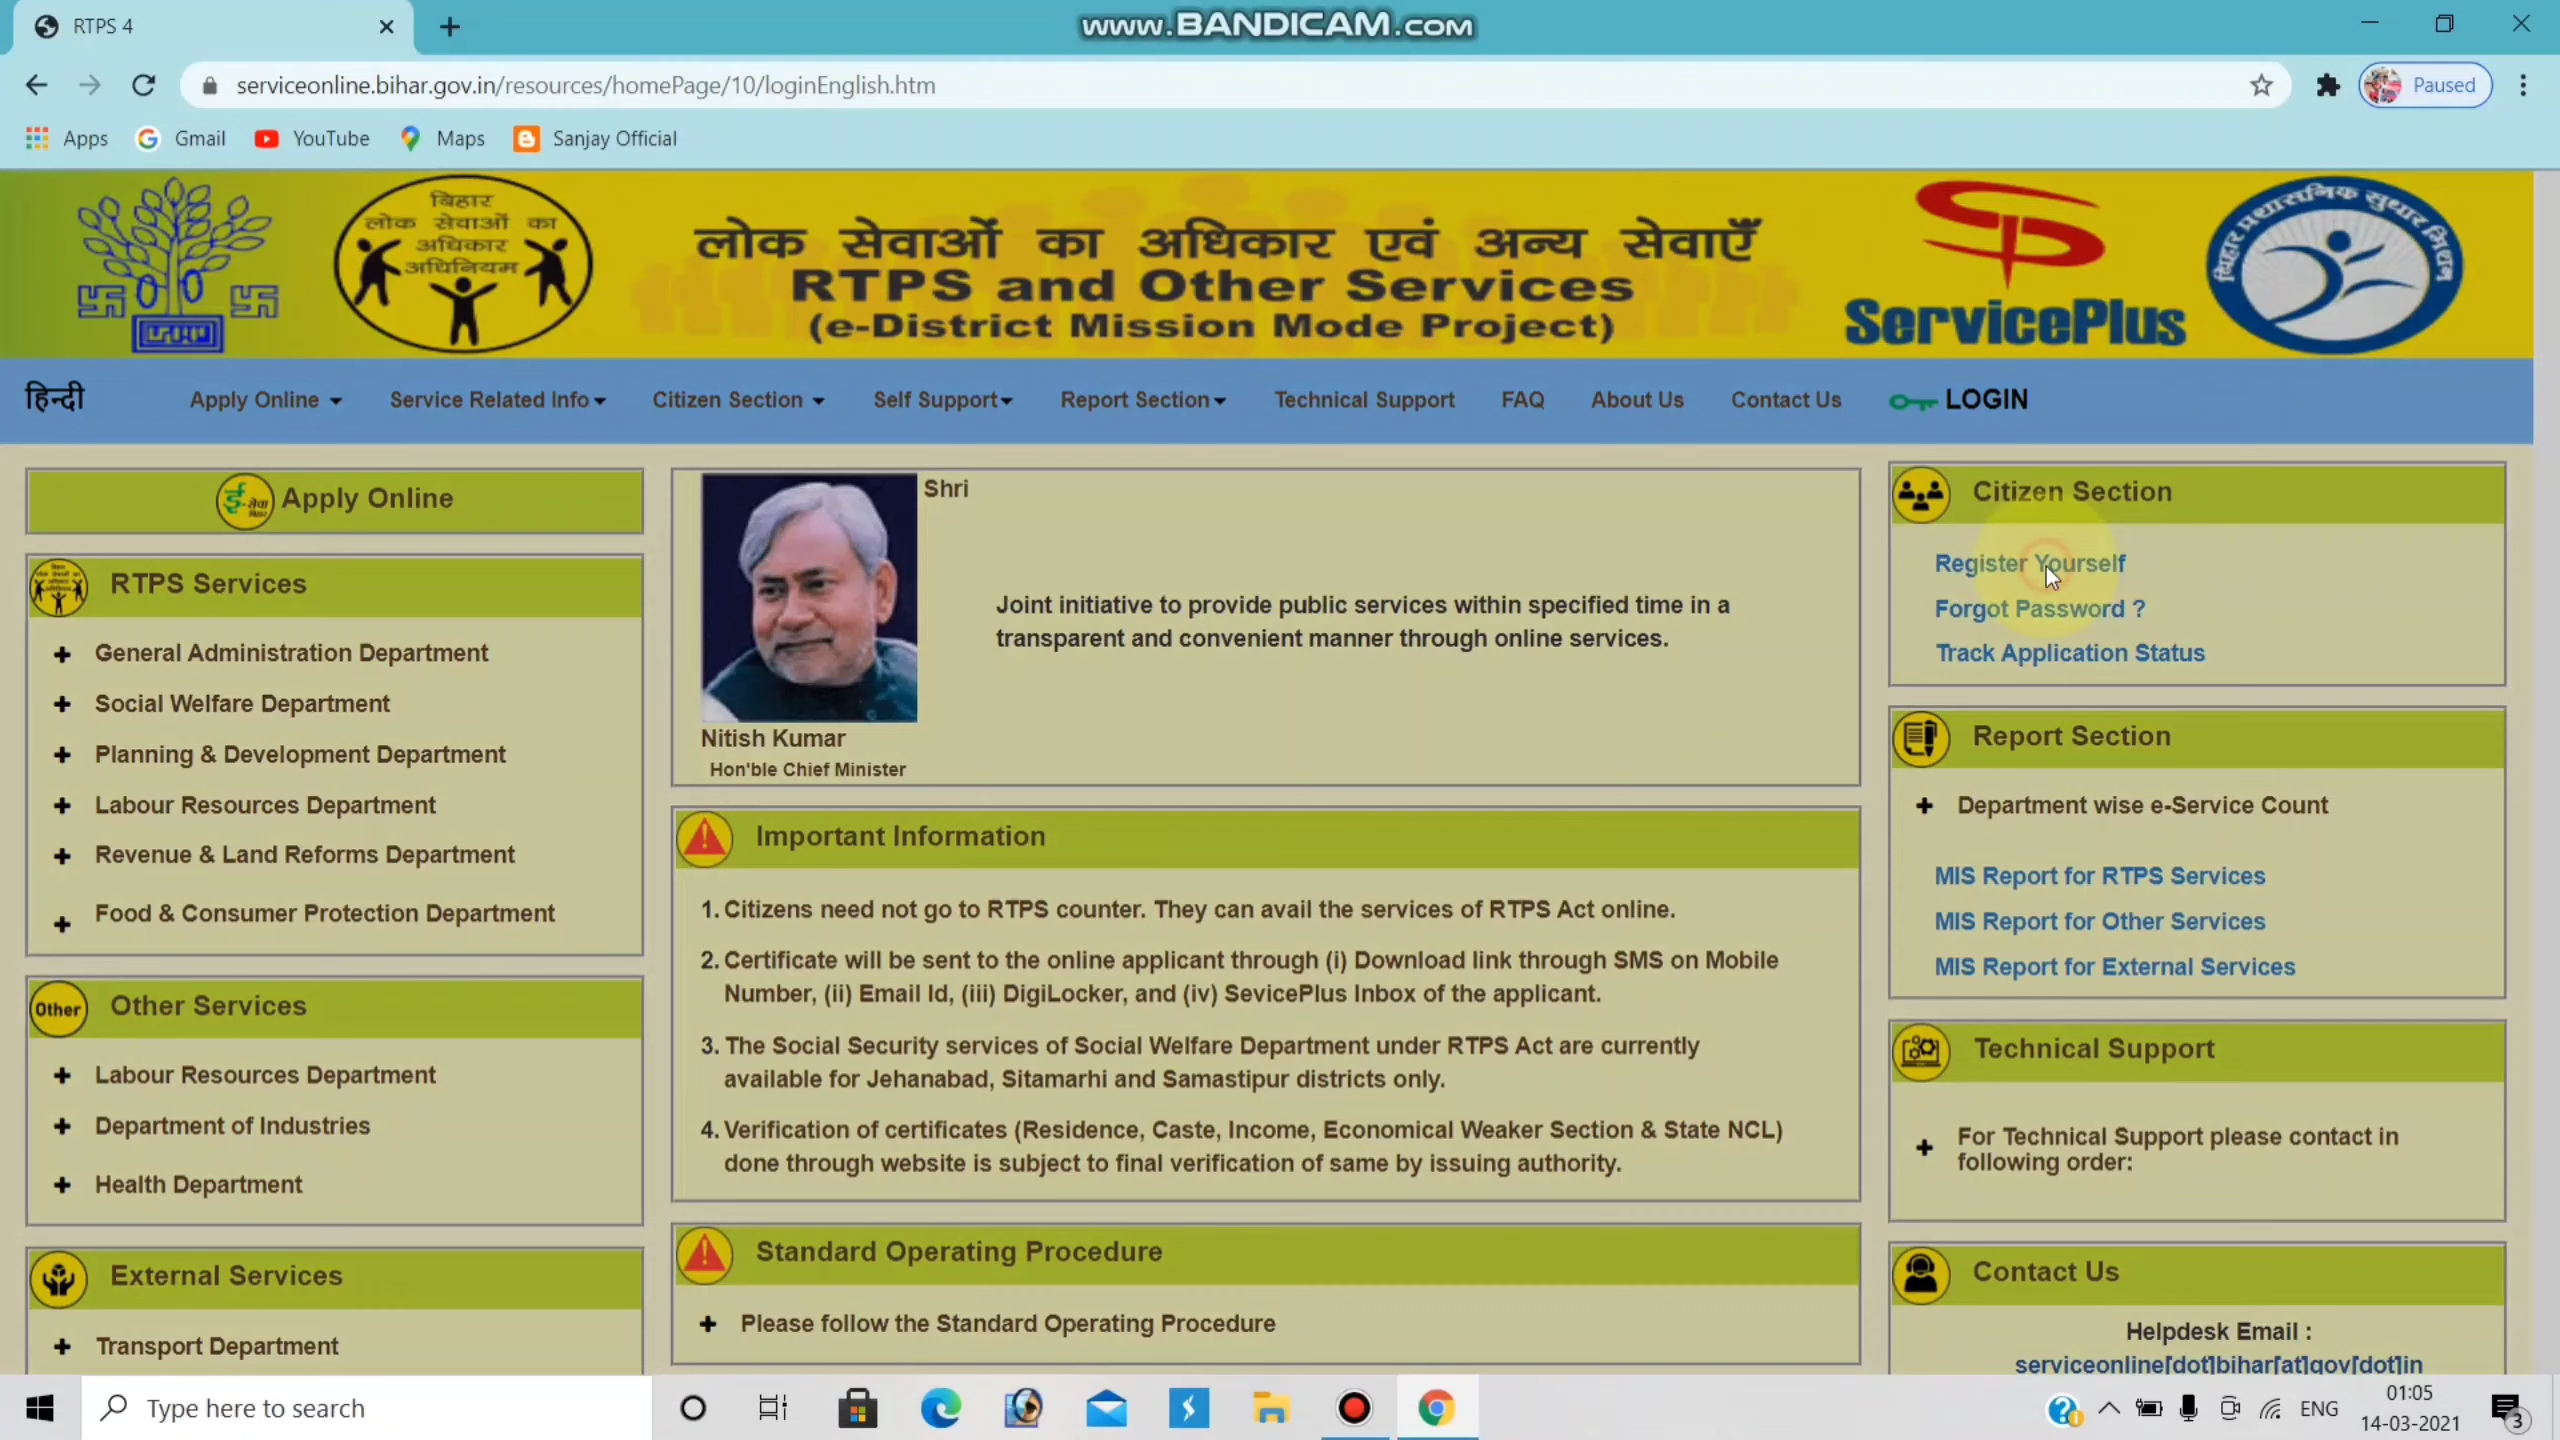 RTPS 4
www.BANDICAM.com
serviceonline.bihar.gov.in/resources/homePage/10/loginEnglish.htm
Paused
Apps
Gmail
YouTube
Maps
Sanjay Official
बिहार
लोक सेवाओं का
अधिकार
अधिनियम
लोक सेवाओं का अधिकार एवं अन्य सेवाएँ
RTPS and Other Services
(e-District Mission Mode Project)
ServicePlus
बिहार प्रशासनिक सुधार मिशन
हिन्दी
Apply Online
Service Related Info
Citizen Section
Self Support
Report Section
Technical Support
FAQ
About Us
Contact Us
LOGIN
Apply Online
RTPS Services
+ General Administration Department
+ Social Welfare Department
+ Planning & Development Department
+ Labour Resources Department
+ Revenue & Land Reforms Department
+ Food & Consumer Protection Department
Other
Other Services
+ Labour Resources Department
+ Department of Industries
+ Health Department
External Services
+ Transport Department
Shri
Joint initiative to provide public services within specified time in a
transparent and convenient manner through online services.
Nitish Kumar
Hon'ble Chief Minister
Important Information
1. Citizens need not go to RTPS counter. They can avail the services of RTPS Act online.
2. Certificate will be sent to the online applicant through (i) Download link through SMS on Mobile
Number, (ii) Email Id, (iii) DigiLocker, and (iv) SevicePlus Inbox of the applicant.
3. The Social Security services of Social Welfare Department under RTPS Act are currently
available for Jehanabad, Sitamarhi and Samastipur districts only.
4. Verification of certificates (Residence, Caste, Income, Economical Weaker Section & State NCL)
done through website is subject to final verification of same by issuing authority.
Standard Operating Procedure
+ Please follow the Standard Operating Procedure
Citizen Section
Register Yourself
Forgot Password ?
Track Application Status
Report Section
+ Department wise e-Service Count
MIS Report for RTPS Services
MIS Report for Other Services
MIS Report for External Services
Technical Support
+ For Technical Support please contact in
following order:
Contact Us
Helpdesk Email :
serviceonline[dot]bihar[at]gov[dot]in
Type here to search
ENG
01:05
14-03-2021
3